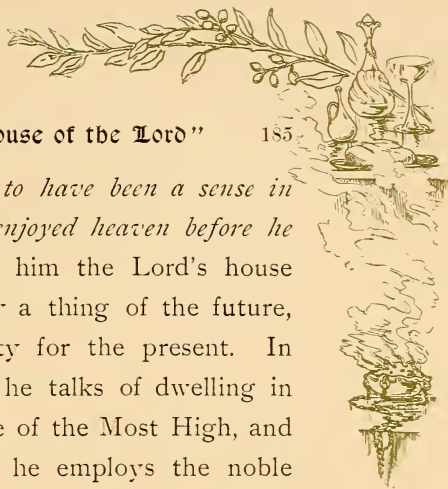 ouse of the Lord" 185
to have been a sense in
enjoyed heaven before he
him the Lord's house
a thing of the future,
ty for the present. In
he talks of dwelling in
e of the Most High, and
he employs the noble